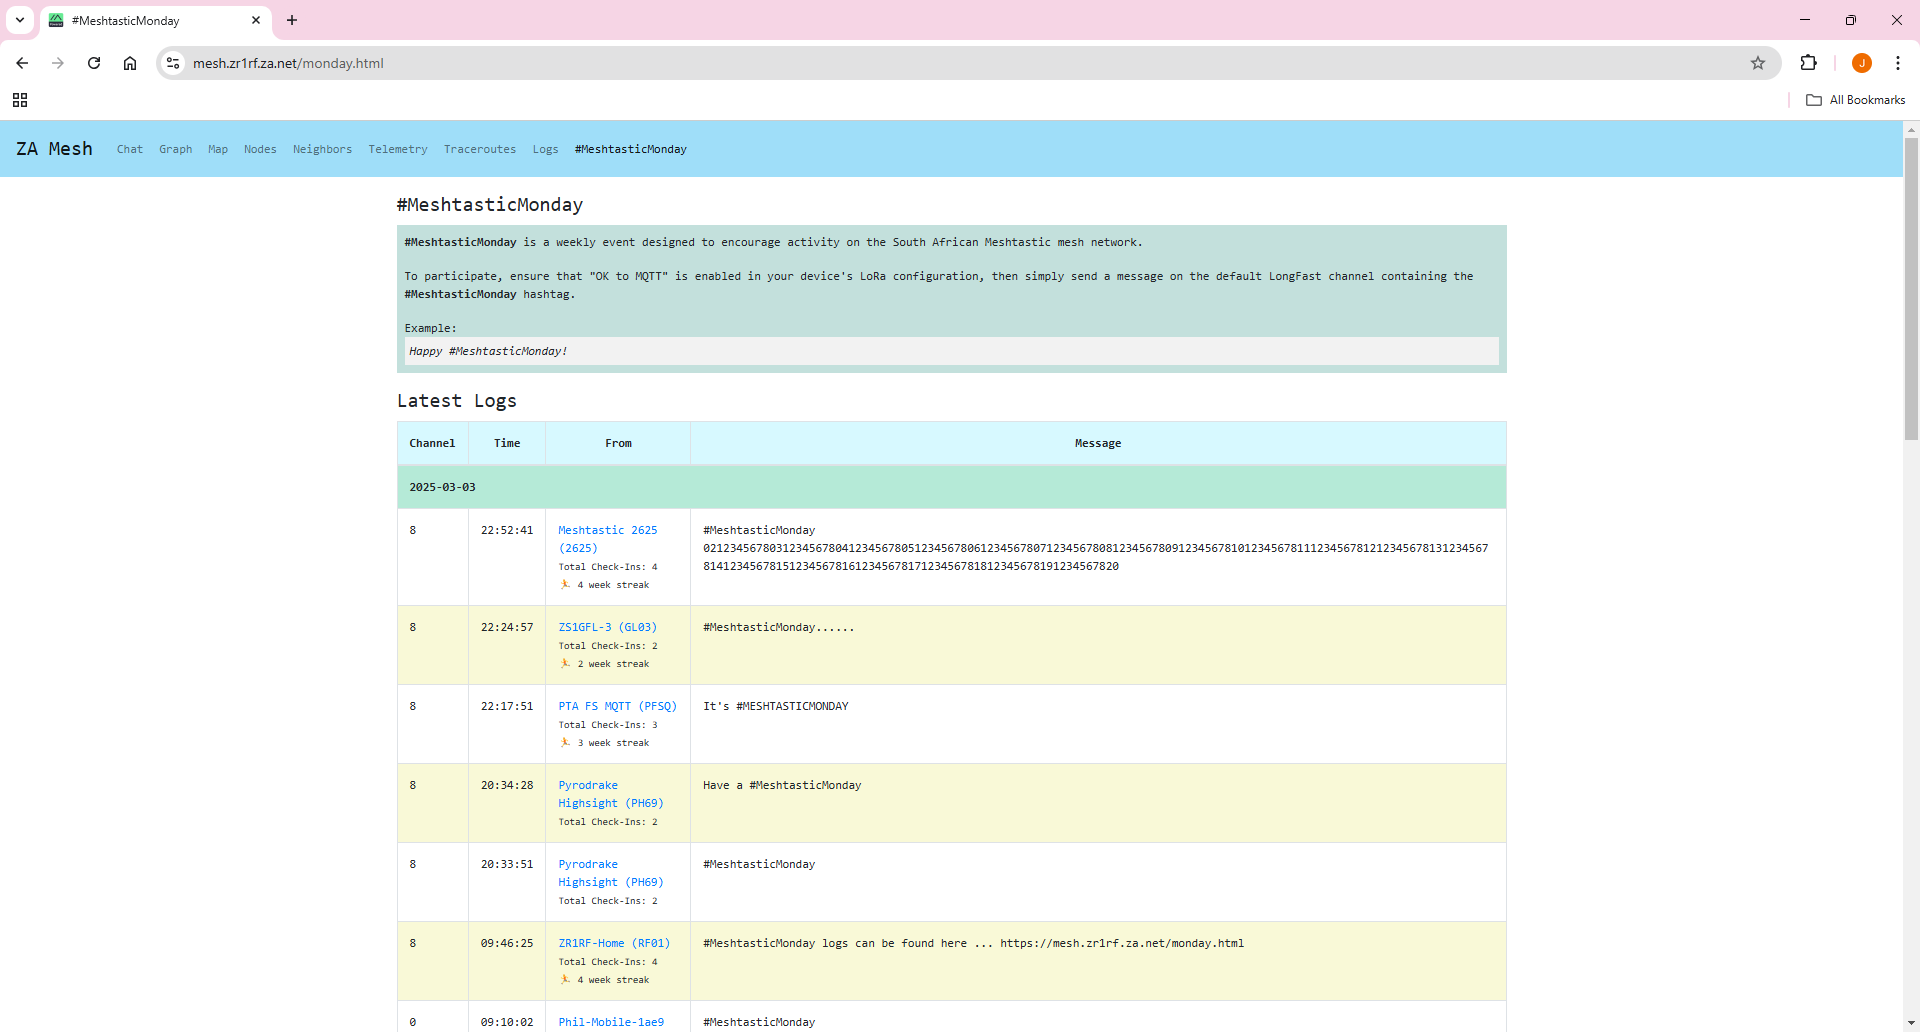 #MeshtasticMonday
mesh.zr1rf.za.net/monday.html
J
All Bookmarks
ZA Mesh Chat Graph Map Nodes Neighbors Telemetry Traceroutes Logs #MeshtasticMonday
#MeshtasticMonday
#MeshtasticMonday is a weekly event designed to encourage activity on the South African Meshtastic mesh network.
To participate, ensure that "OK to MQTT" is enabled in your device's LoRa configuration, then simply send a message on the default LongFast channel containing the
#MeshtasticMonday hashtag.
Example:
Happy #MeshtasticMonday!
Latest Logs
Channel Time From Message
2025-03-03
8 22:52:41 Meshtastic 2625 #MeshtasticMonday
(2625) 02123456780312345678041234567805123456780612345678071234567808123456780912345678101234567811123456781212345678131234567
Total Check-Ins: 4 814123456781512345678161234567817123456781812345678191234567820
4 week streak
8 22:24:57 ZS1GFL-3 (GL03) #MeshtasticMonday......
Total Check-Ins: 2
2 week streak
8 22:17:51 PTA FS MQTT (PFSQ) It's #MESHTASTICMONDAY
Total Check-Ins: 3
3 week streak
8 20:34:28 Pyrodrake Have a #MeshtasticMonday
Highsight (PH69)
Total Check-Ins: 2
8 20:33:51 Pyrodrake #MeshtasticMonday
Highsight (PH69)
Total Check-Ins: 2
8 09:46:25 ZR1RF-Home (RF01) #MeshtasticMonday logs can be found here ... https://mesh.zr1rf.za.net/monday.html
Total Check-Ins: 4
4 week streak
0 09:10:02 Phil-Mobile-1ae9 #MeshtasticMonday